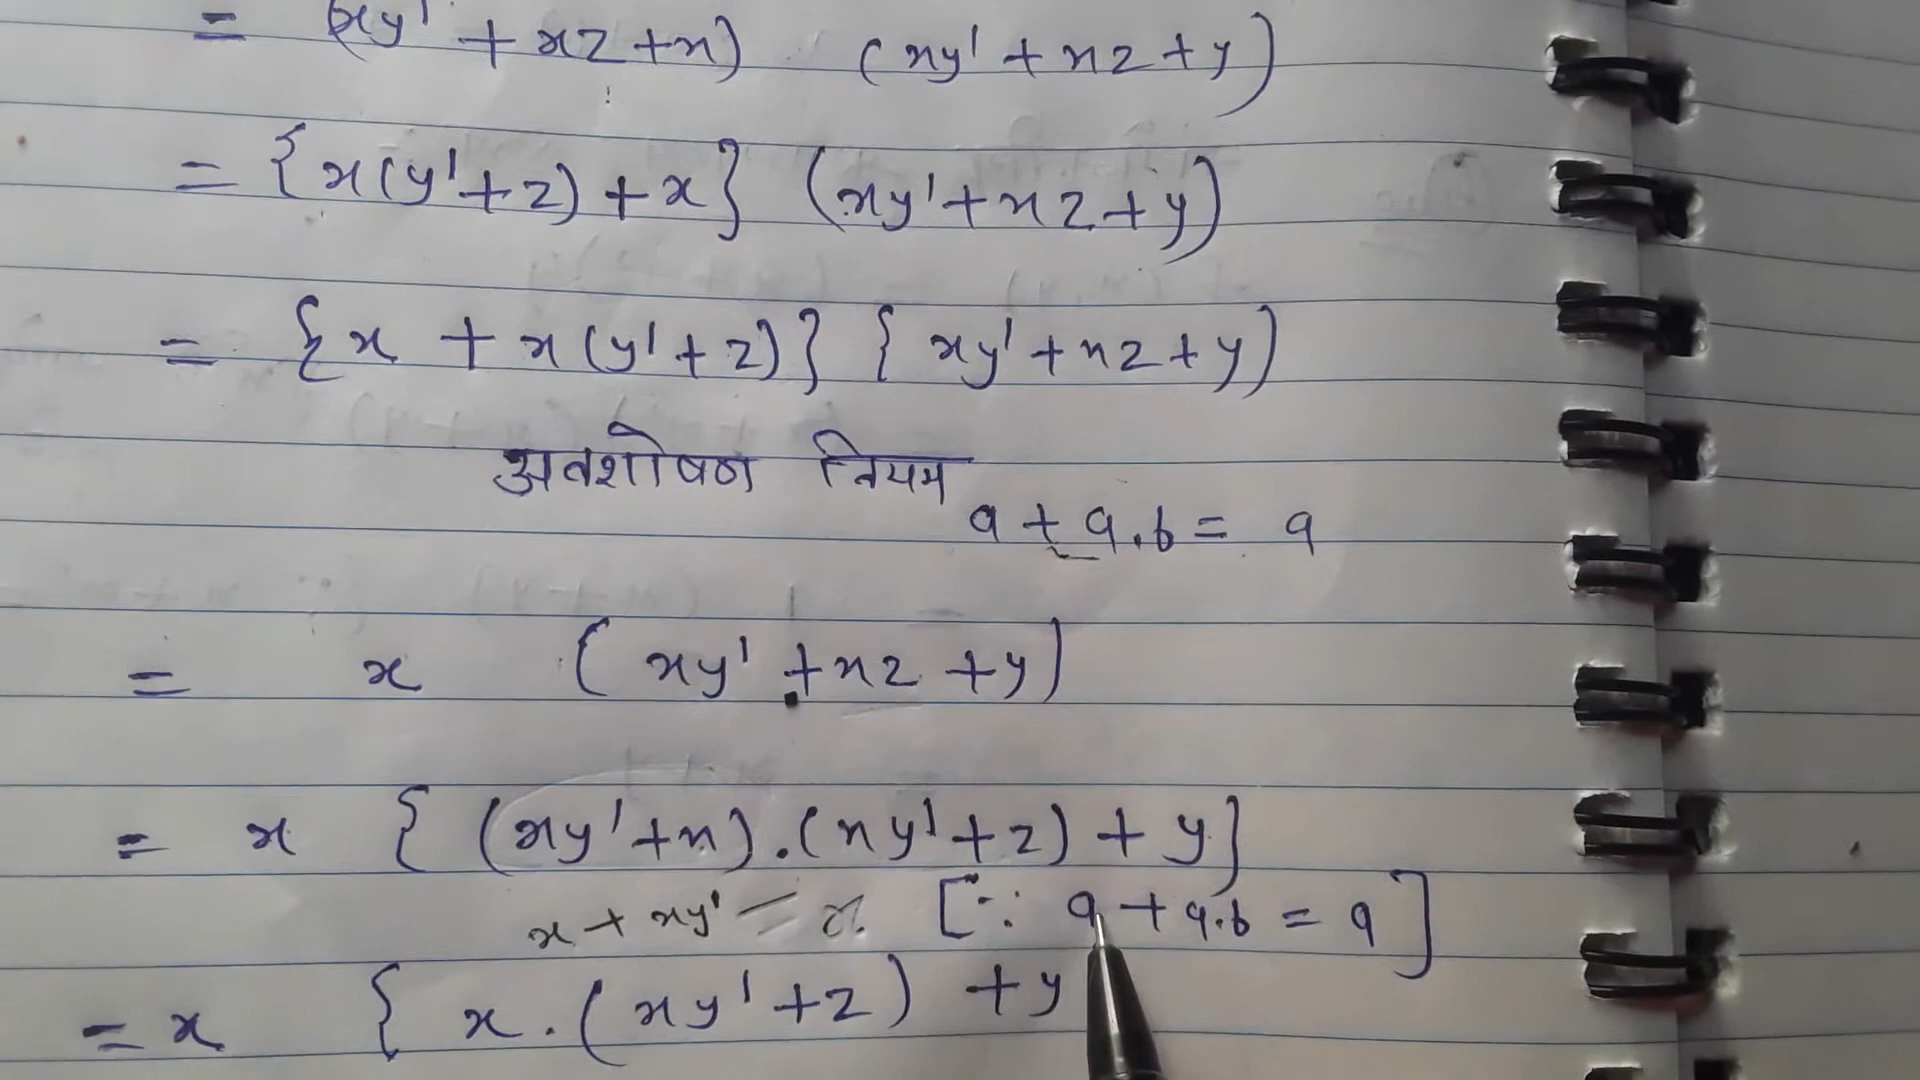 = (xy' + xz + x) (xy' + xz + y)
= {x(y'+z) + x} (xy'+xz+y)
= {x + x(y'+z)} {xy'+xz+y)
अवशोषण नियम
a + a.b = a
= x (xy' + xz + y)
= x {(xy'+x).(xy'+z) + y}
x + xy' = x [∵ a + a.b = a]
= x { x.(xy'+z) + y